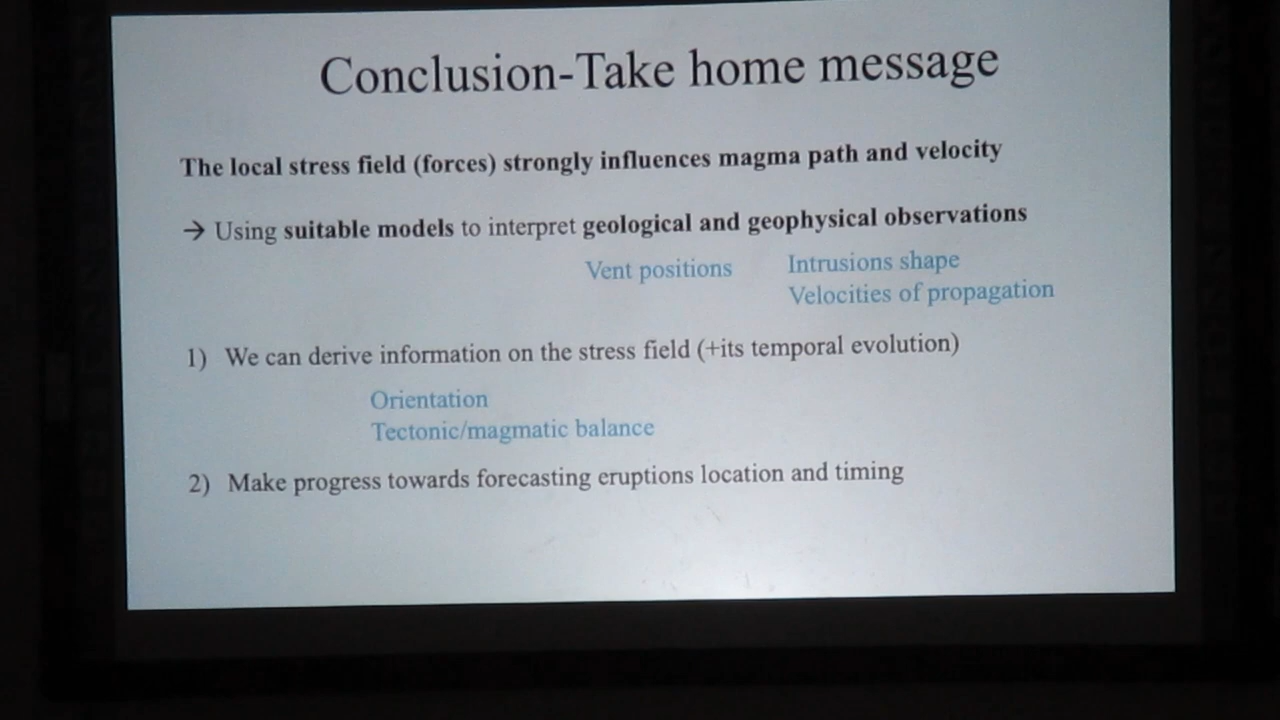 Conclusion-Take home message
The local stress field (forces) strongly influences magma path and velocity
→ Using suitable models to interpret geological and geophysical observations
Vent positions Intrusions shape
Velocities of propagation
1) We can derive information on the stress field (+its temporal evolution)
Orientation
Tectonic/magmatic balance
2) Make progress towards forecasting eruptions location and timing